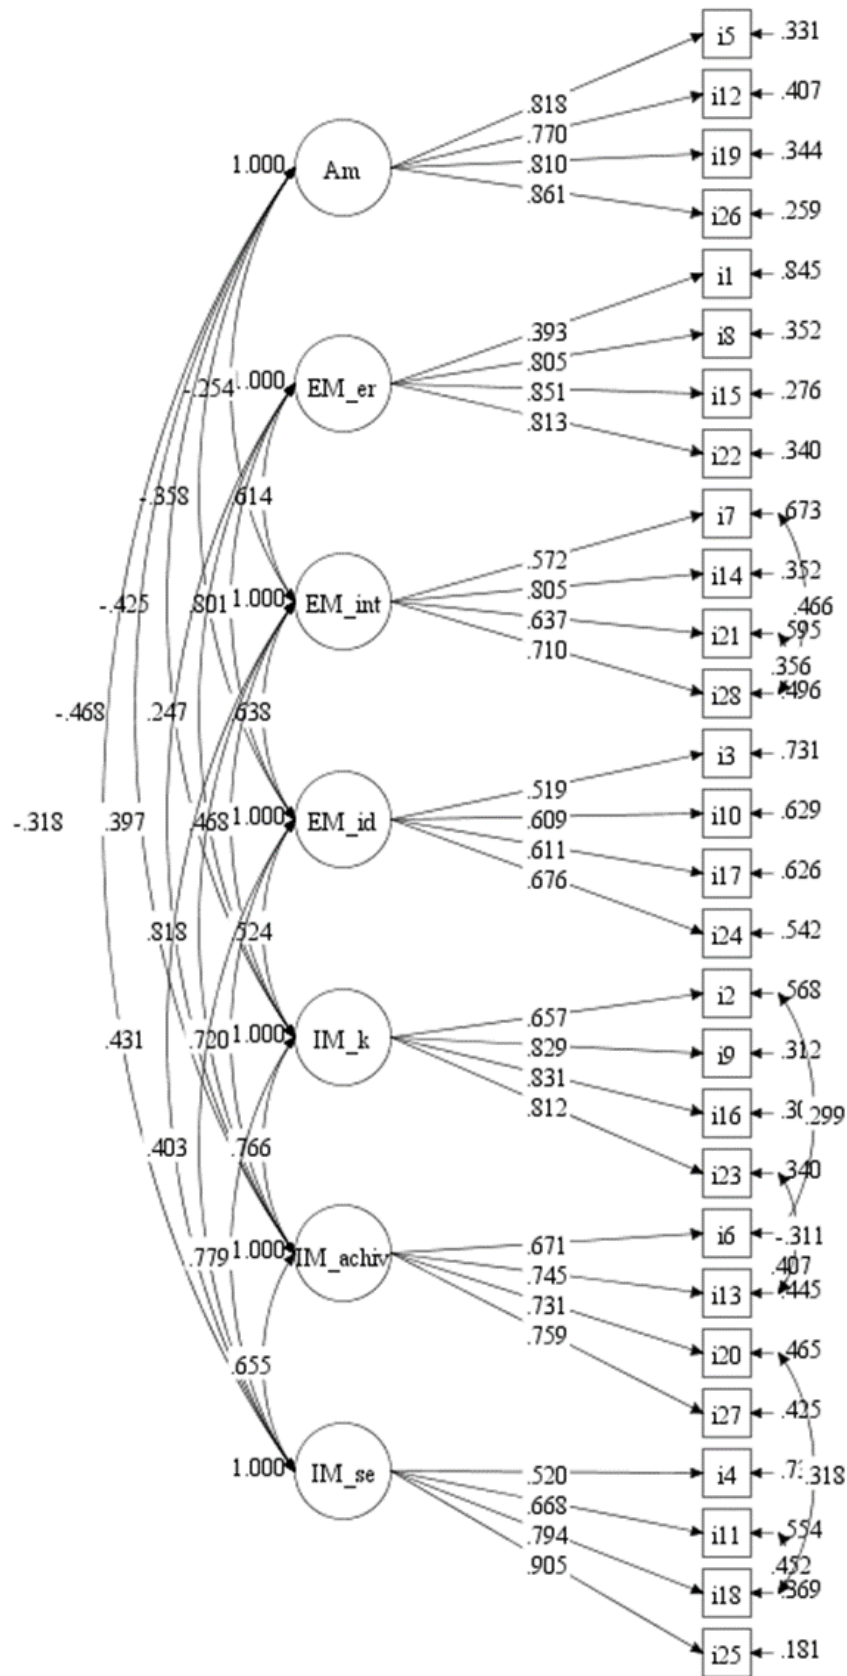 i5 .331
.818
i12 .407
.770
1.000 Am
.810
i19 .344
.861
i26 .259
i1 .845
.393
i8 .352
.805
-.254 1.000 EM_er
.851
i15 .276
.813
i22 .340
-.358 .614
i7 .673
.572
i14 .352
.805
-.425 .801 1.000 EM_int
.466
.637
i21 .595
.710
.356
i28 .496
-.468 .247 .638
i3 .731
.519
i10 .629
.609
-.318 .397 .468 1.000 EM_id
.611
i17 .626
.676
i24 .542
.818 .524
i2 .568
.657
.431 .720 1.000 IM_k
.829
i9 .312
.831
i16
.299
.812
i23 .340
.403 .766
i6 -.311
.671
.779 1.000 IM_achiv
.407
.745
i13 .445
.731
i20 .465
.759
.655
i27 .425
1.000 IM_se
.520
i4
.318
.668
i11 .554
.794
.452
.905
i18 .369
i25 .181